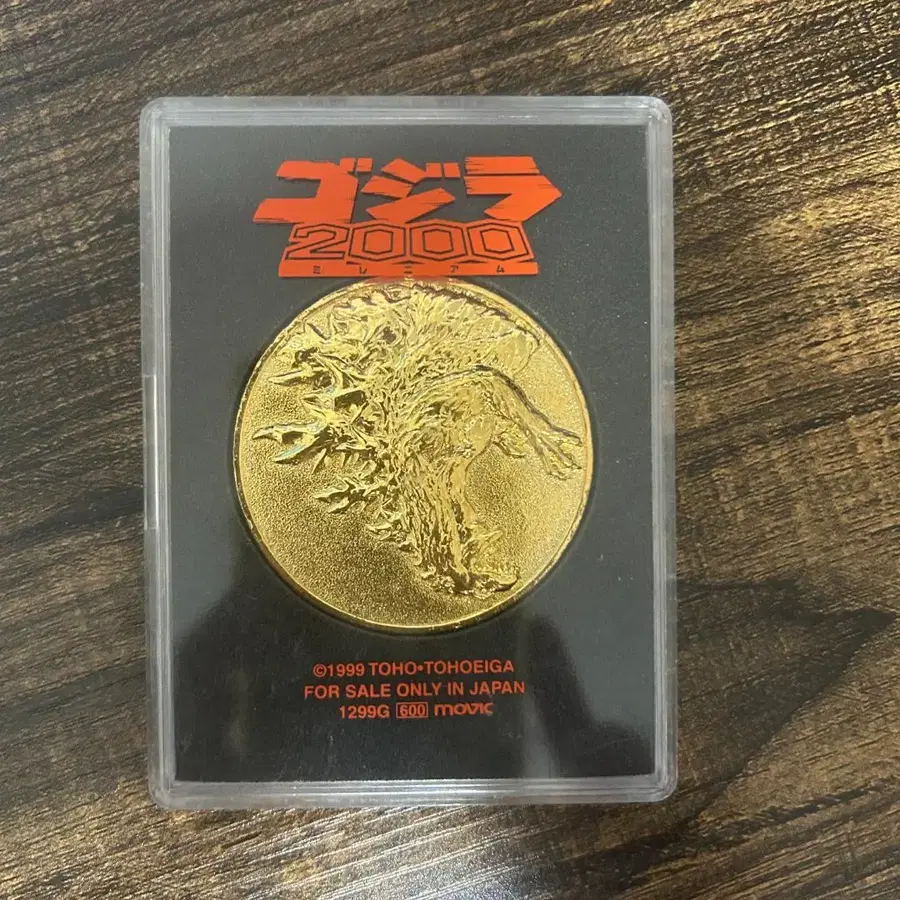 ゴジラ
2000
ミレニアム
©1999 TOHO•TOHOEIGA
FOR SALE ONLY IN JAPAN
1299G 600 movic